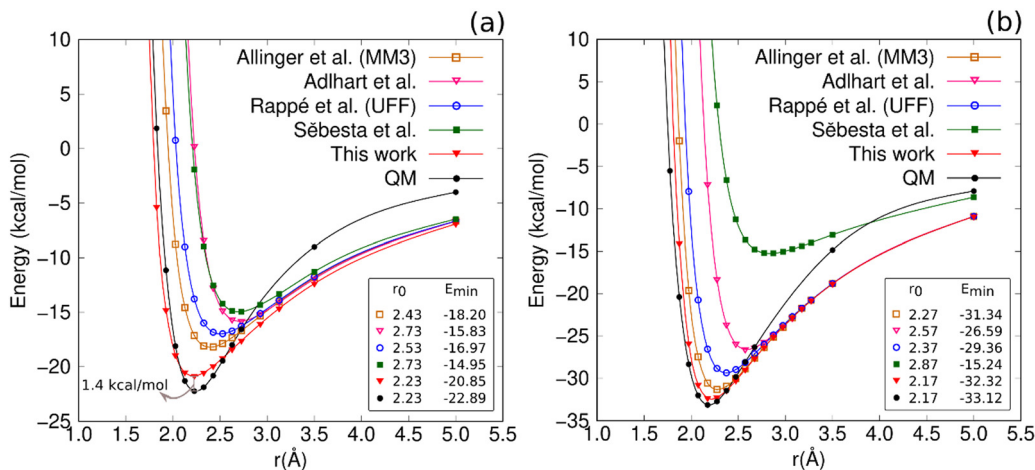 (a)
Allinger et al. (MM3)
Adlhart et al.
Rappé et al. (UFF)
Sěbesta et al.
This work
QM
10
5
0
-5
-10
-15
-20
-25
Energy (kcal/mol)
1.4 kcal/mol
r0 Emin
2.43 -18.20
2.73 -15.83
2.53 -16.97
2.73 -14.95
2.23 -20.85
2.23 -22.89
1.0 1.5 2.0 2.5 3.0 3.5 4.0 4.5 5.0 5.5
r(Å)
(b)
Allinger et al. (MM3)
Adlhart et al.
Rappé et al. (UFF)
Sěbesta et al.
This work
QM
10
5
0
-5
-10
-15
-20
-25
-30
-35
Energy (kcal/mol)
r0 Emin
2.27 -31.34
2.57 -26.59
2.37 -29.36
2.87 -15.24
2.17 -32.32
2.17 -33.12
1.0 1.5 2.0 2.5 3.0 3.5 4.0 4.5 5.0 5.5
r(Å)